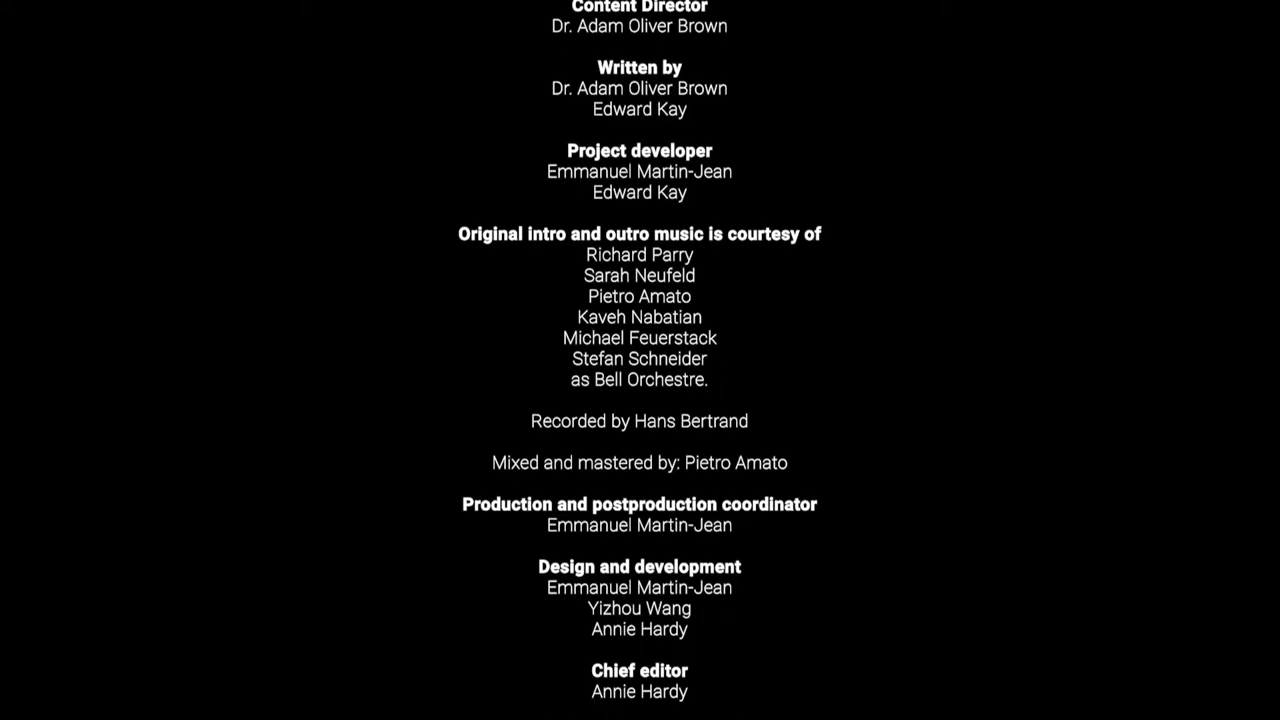 Content Director
Dr. Adam Oliver Brown
Written by
Dr. Adam Oliver Brown
Edward Kay
Project developer
Emmanuel Martin-Jean
Edward Kay
Original intro and outro music is courtesy of
Richard Parry
Sarah Neufeld
Pietro Amato
Kaveh Nabatian
Michael Feuerstack
Stefan Schneider
as Bell Orchestre.
Recorded by Hans Bertrand
Mixed and mastered by: Pietro Amato
Production and postproduction coordinator
Emmanuel Martin-Jean
Design and development
Emmanuel Martin-Jean
Yizhou Wang
Annie Hardy
Chief editor
Annie Hardy